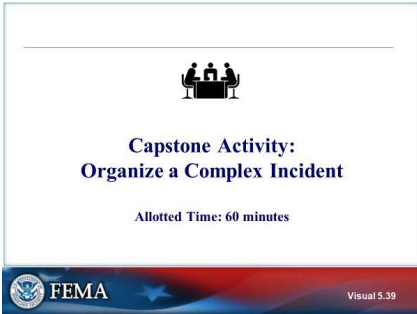 Capstone Activity:
Organize a Complex Incident
Allotted Time: 60 minutes
FEMA
Visual 5.39